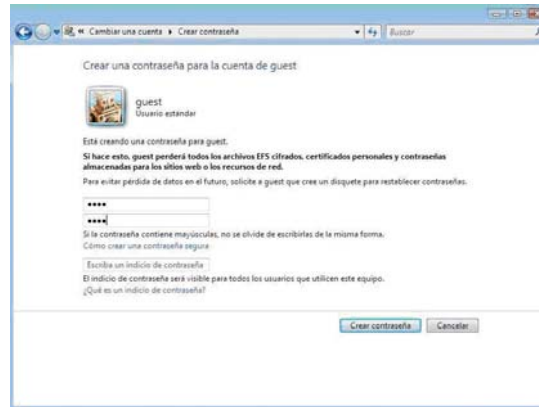 « Cambiar una cuenta ▸ Crear contraseña
Buscar
Crear una contraseña para la cuenta de guest
guest
Usuario estándar
Está creando una contraseña para guest.
Si hace esto, guest perderá todos los archivos EFS cifrados, certificados personales y contraseñas
almacenadas para los sitios web o los recursos de red.
Para evitar pérdida de datos en el futuro, solicite a guest que cree un disquete para restablecer contraseñas.
••••
••••
Si la contraseña contiene mayúsculas, no se olvide de escribirlas de la misma forma.
Cómo crear una contraseña segura
Escriba un indicio de contraseña
El indicio de contraseña será visible para todos los usuarios que utilicen este equipo.
¿Qué es un indicio de contraseña?
Crear contraseña
Cancelar